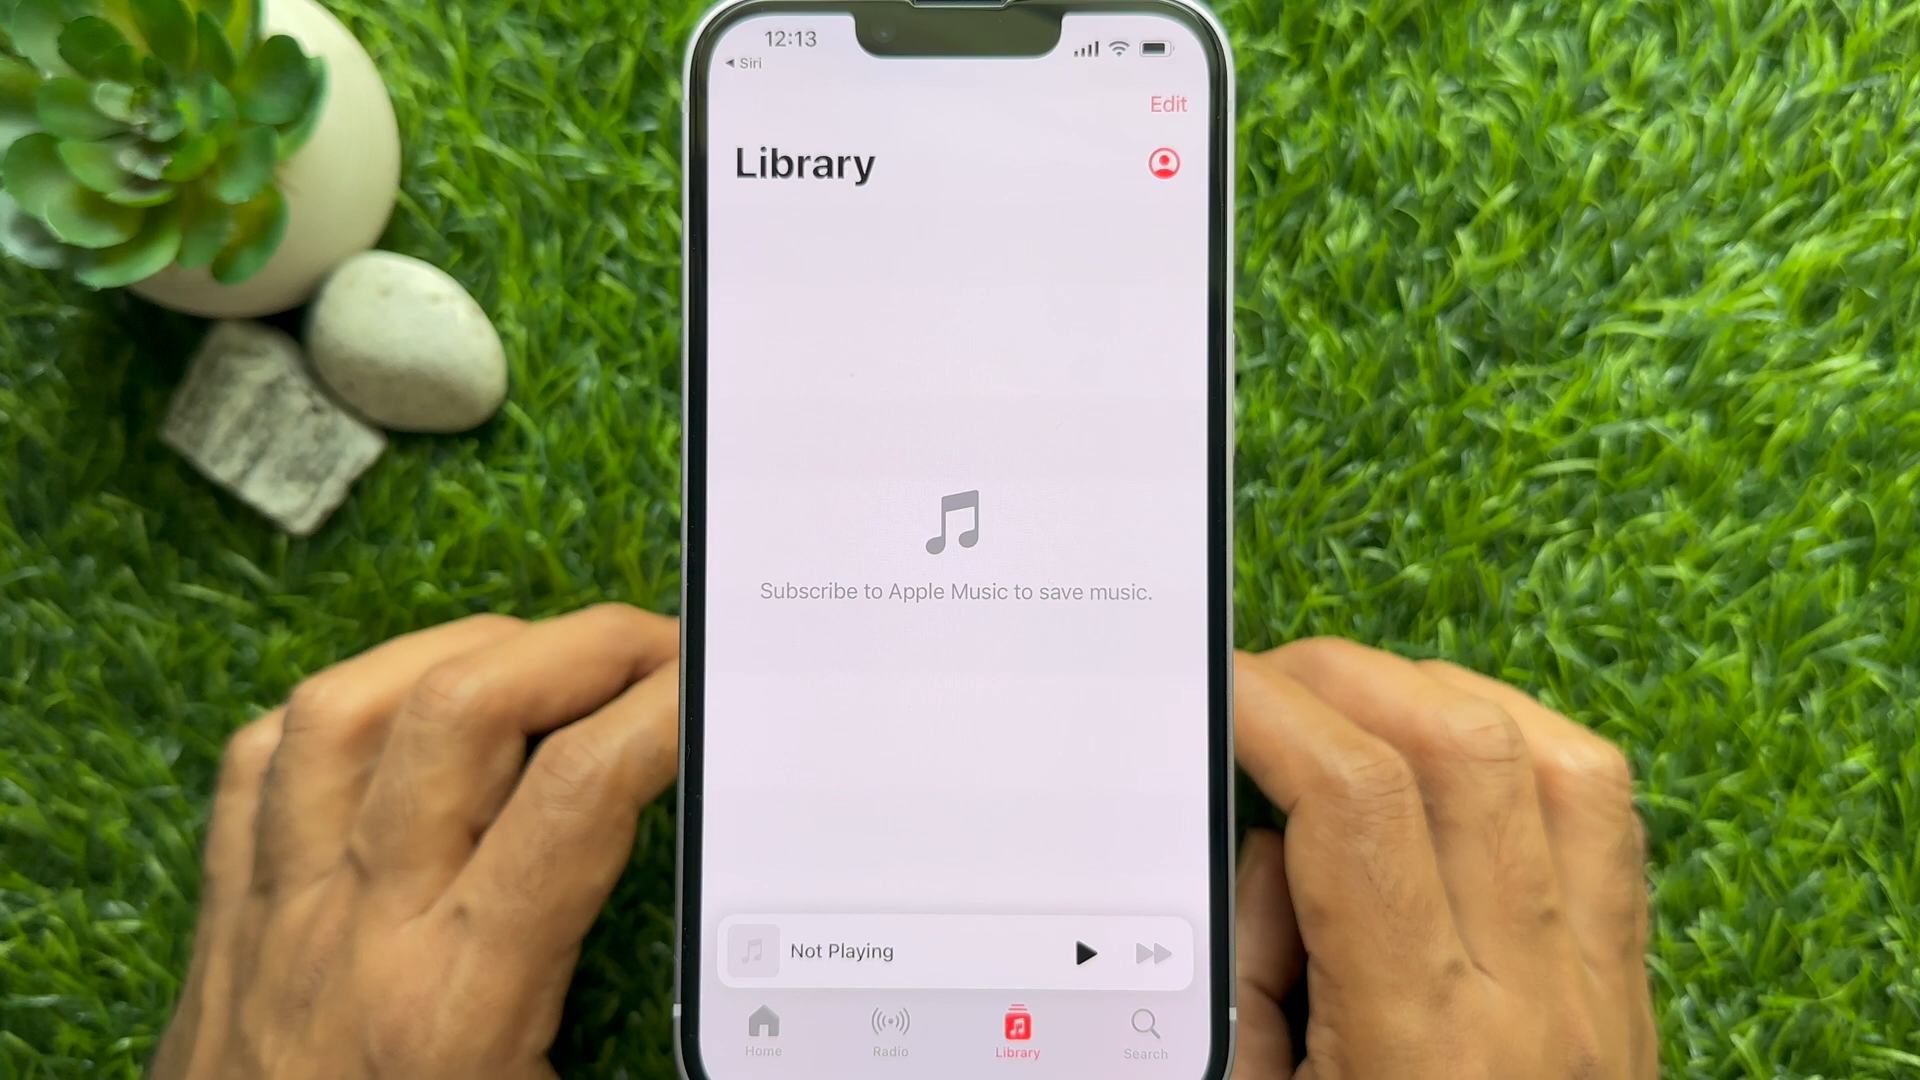 12:13
◀ Siri
Edit
Library
Subscribe to Apple Music to save music.
Not Playing
Home
Radio
Library
Search